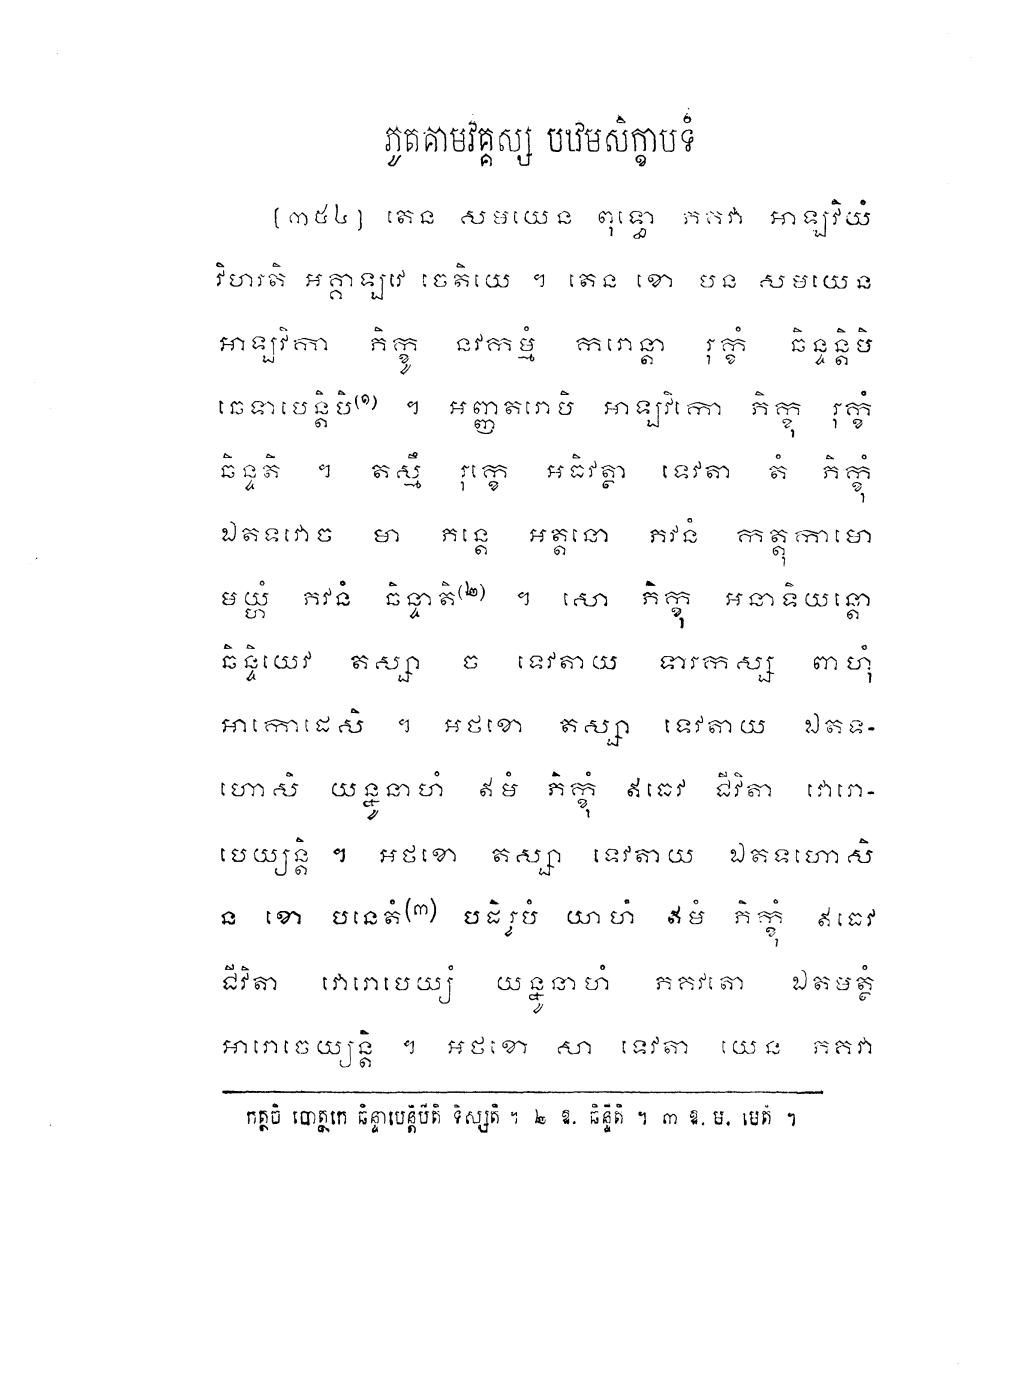 ភូតគាមវគ្គស្ស បឋមសិក្ខាបទំ
[៣៥៤] តេន សមយេន ពុទ្ធោ ភគវា អាឡវិយំ
វិហរតិ អគ្គាឡវេ ចេតិយេ ។ តេន ខោ បន សមយេន
អាឡវិកា ភិក្ខូ នវកម្មំ ករោន្តា រុក្ខំ ឆិន្ទន្តិបិ
ឆេទាបេន្តិបិ(១) ។ អញ្ញតរោបិ អាឡវិកោ ភិក្ខុ រុក្ខំ
ឆិន្ទតិ ។ តស្មឹ រុក្ខេ អធិវត្ថា ទេវតា តំ ភិក្ខុំ
ឯតទវោច មា ភន្តេ អត្តនោ ភវនំ កត្តុកាមោ
មយ្ហំ ភវនំ ឆិន្ទាតិ(២) ។ សោ ភិក្ខុ អនាទិយន្តោ
ឆិន្ទិយេវ តស្សា ច ទេវតាយ ទារកស្ស ពាហុំ
អាកោដេសិ ។ អថខោ តស្សា ទេវតាយ ឯតទ-
ហោសិ យន្នូនាហំ ឥមំ ភិក្ខុំ ឥធេវ ជីវិតា វោរោ-
បេយ្យន្តិ ។ អថខោ តស្សា ទេវតាយ ឯតទហោសិ
ន ខោ បនេតំ(៣) បដិរូបំ យាហំ ឥមំ ភិក្ខុំ ឥធេវ
ជីវិតា វោរោបេយ្យំ យន្នូនាហំ ភគវតោ ឯតមត្ថំ
អារោចេយ្យន្តិ ។ អថខោ សា ទេវតា យេន ភគវា
កត្ថចិ បោត្ថកេ ឆិន្ទាបេន្តិបីតិ ទិស្សតិ ។ ២ ឱ. ឆិន្ទីតិ ។ ៣ ឱ. ម. មេតំ ។